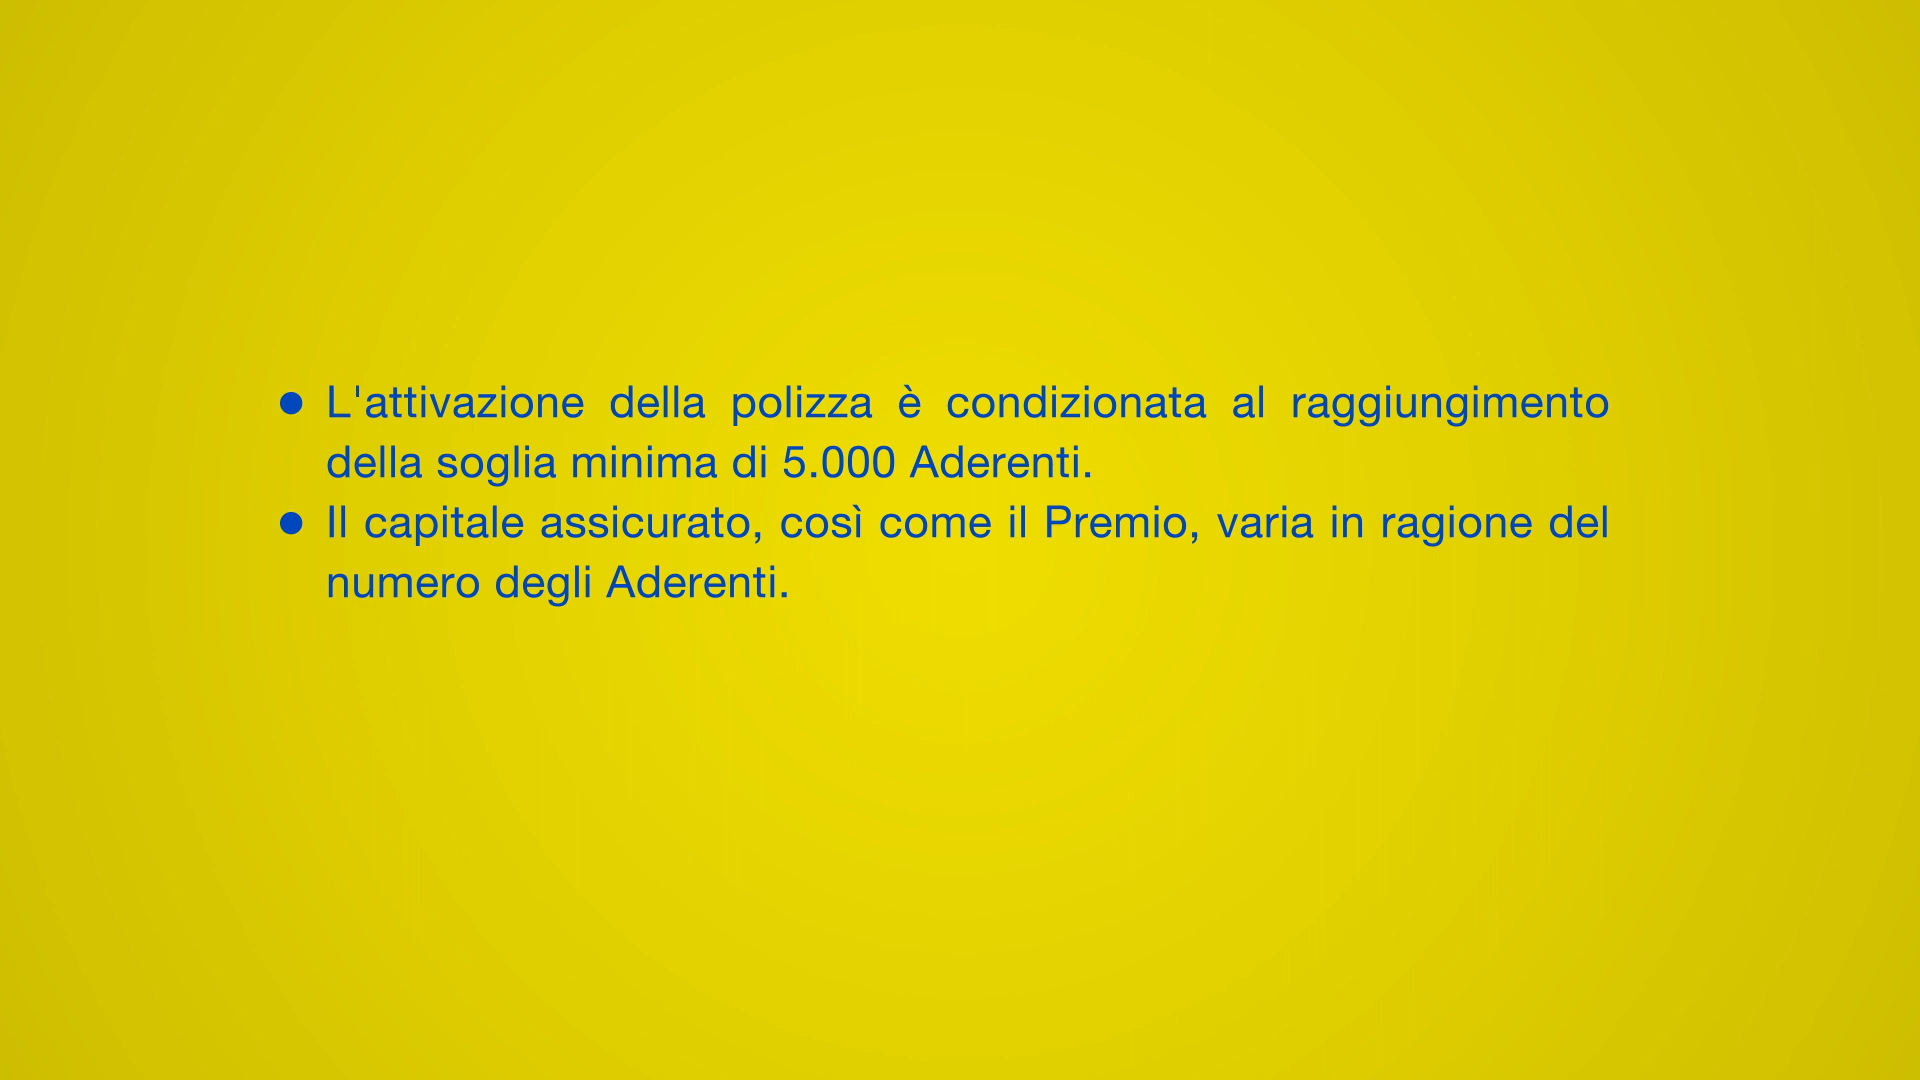 ● L'attivazione della polizza è condizionata al raggiungimento
della soglia minima di 5.000 Aderenti.
● Il capitale assicurato, così come il Premio, varia in ragione del
numero degli Aderenti.